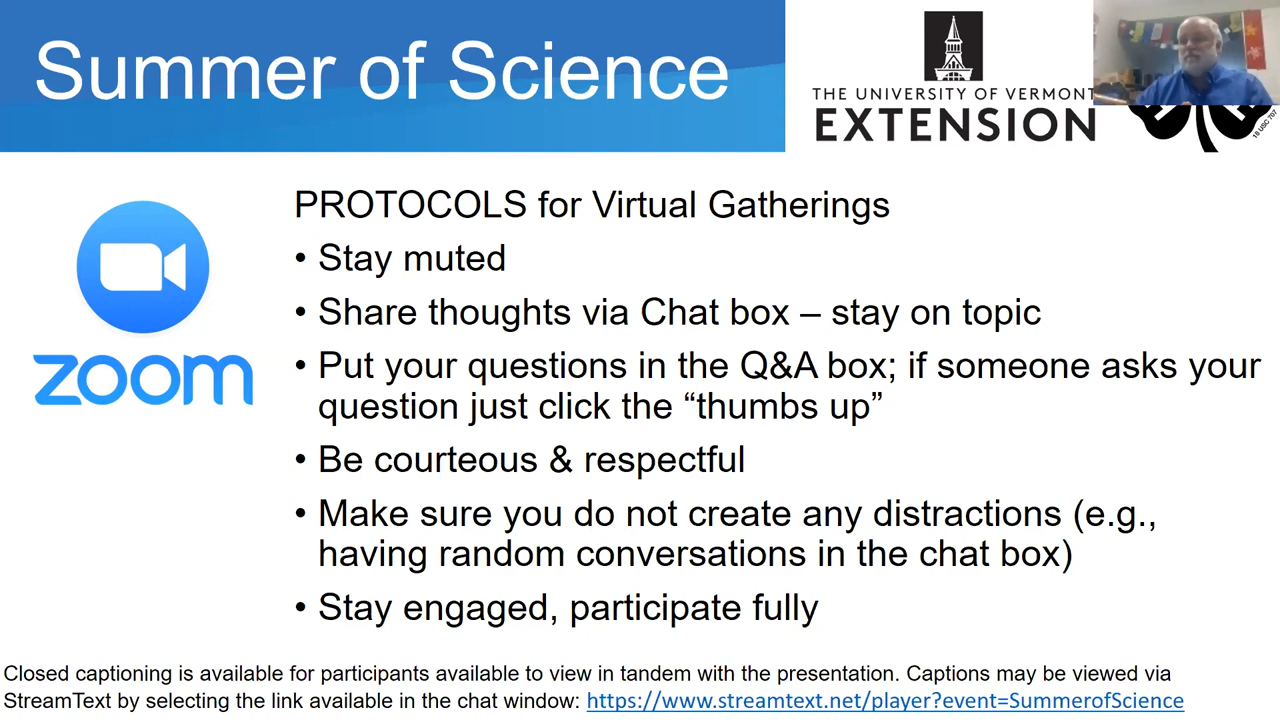 Summer of Science
THE UNIVERSITY OF VERMONT
EXTENSION
18 USC 707
zoom
PROTOCOLS for Virtual Gatherings
• Stay muted
• Share thoughts via Chat box – stay on topic
• Put your questions in the Q&A box; if someone asks your
question just click the “thumbs up”
• Be courteous & respectful
• Make sure you do not create any distractions (e.g.,
having random conversations in the chat box)
• Stay engaged, participate fully
Closed captioning is available for participants available to view in tandem with the presentation. Captions may be viewed via
StreamText by selecting the link available in the chat window: https://www.streamtext.net/player?event=SummerofScience